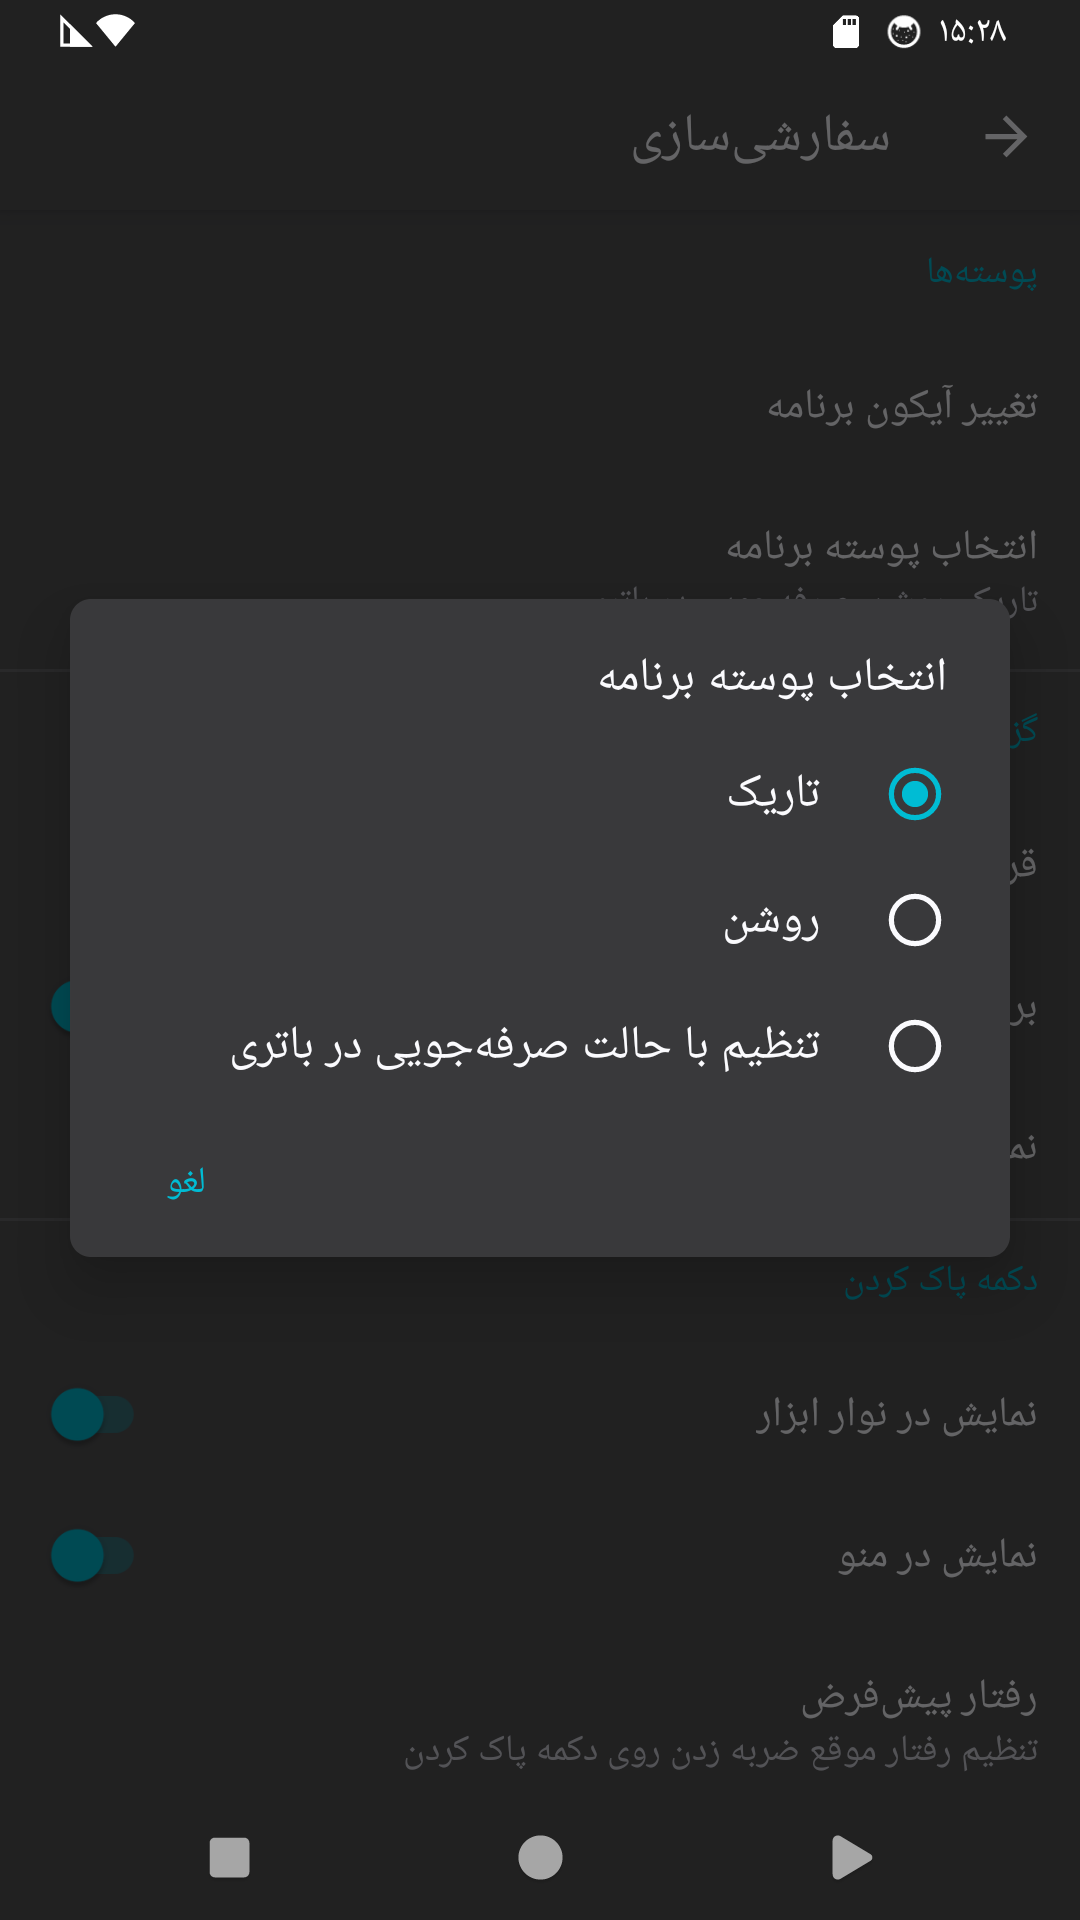 ۱۵:۲۸
سفارشی‌سازی
پوسته‌ها
تغییر آیکون برنامه
انتخاب پوسته برنامه
انتخاب پوسته برنامه
تاریک
روشن
تنظیم با حالت صرفه‌جویی در باتری
لغو
دکمه پاک کردن
نمایش در نوار ابزار
نمایش در منو
رفتار پیش‌فرض
تنظیم رفتار موقع ضربه زدن روی دکمه پاک کردن